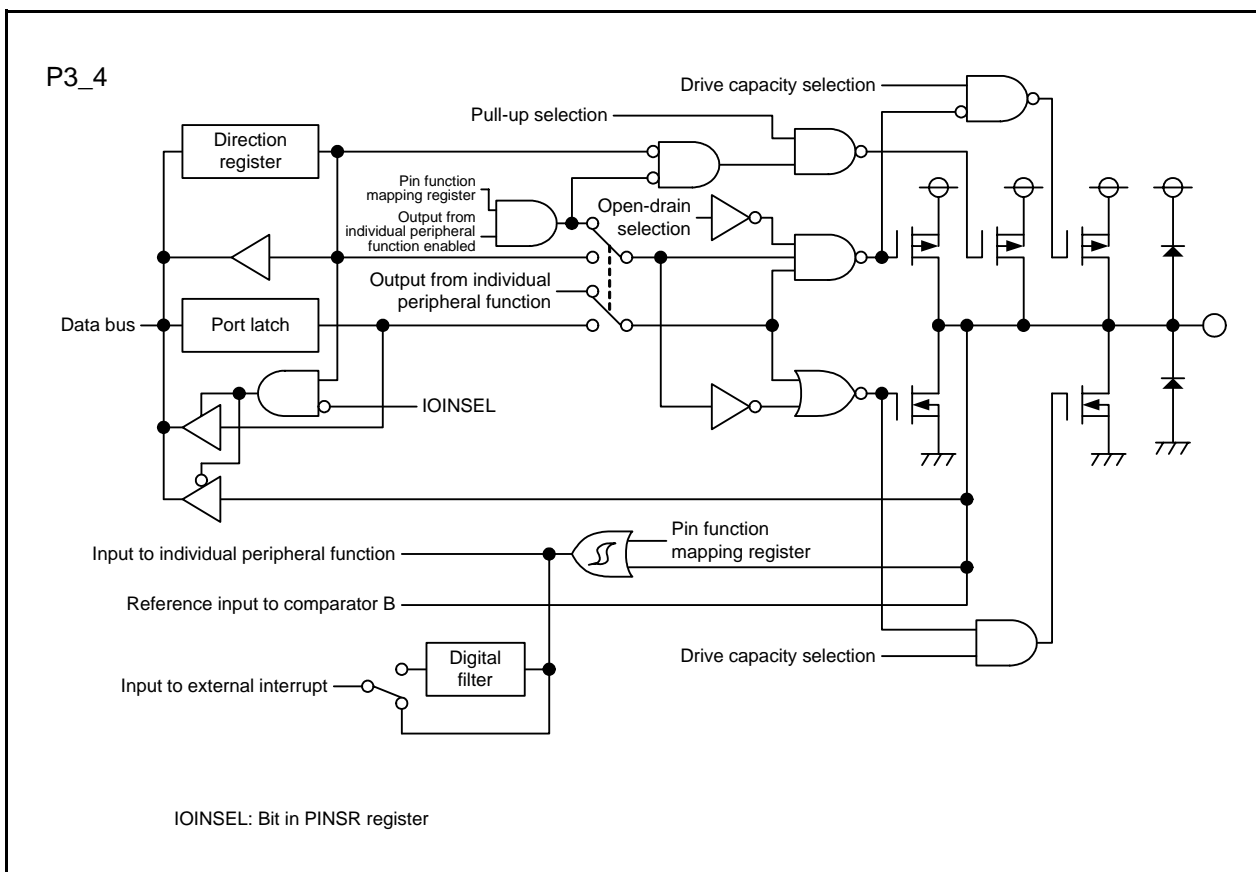 P3_4
Drive capacity selection
Pull-up selection
Direction
register
Pin function
mapping register
Output from
individual peripheral
function enabled
Open-drain
selection
Output from individual
peripheral function
Data bus
Port latch
IOINSEL
Pin function
mapping register
Input to individual peripheral function
Reference input to comparator B
Digital
filter
Drive capacity selection
Input to external interrupt
IOINSEL: Bit in PINSR register